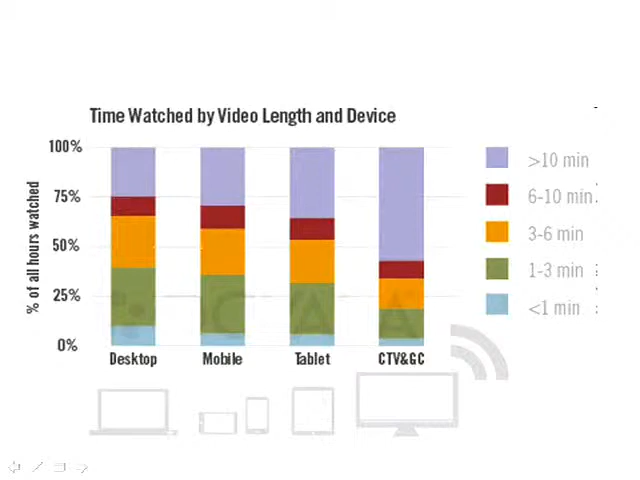 Time Watched by Video Length and Device
% of all hours watched
100%
75%
50%
25%
0%
Desktop
Mobile
Tablet
CTV&GC
>10 min
6-10 min
3-6 min
1-3 min
<1 min